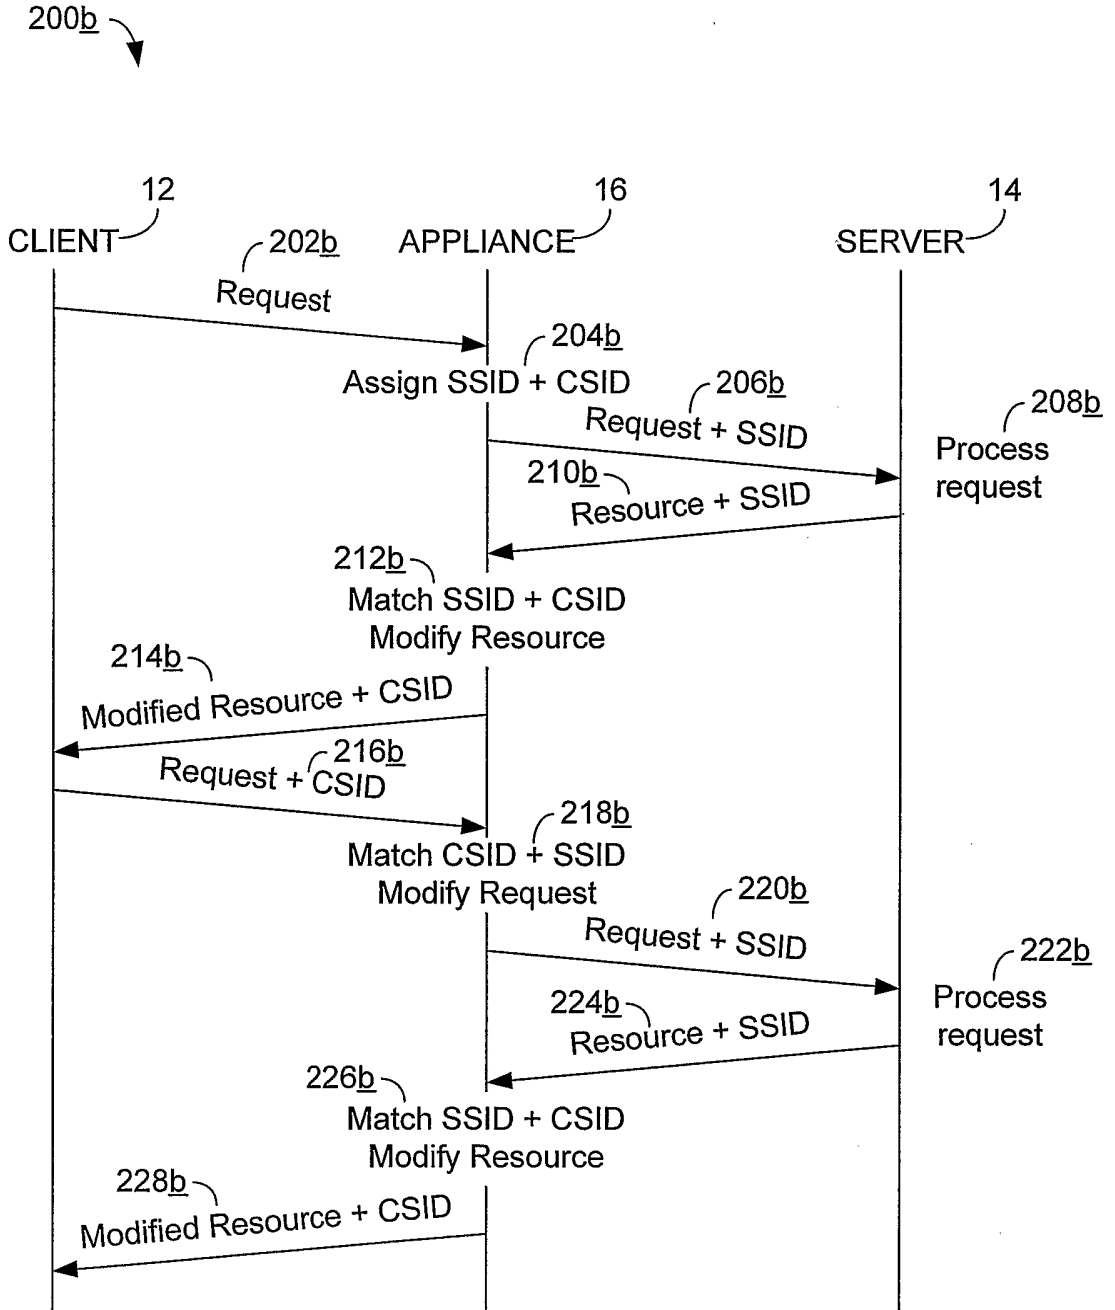 200b
12
16
14
CLIENT
APPLIANCE
SERVER
202b
Request
204b
Assign SSID + CSID
206b
Request + SSID
208b
Process
request
210b
Resource + SSID
212b
Match SSID + CSID
Modify Resource
214b
Modified Resource + CSID
216b
Request + CSID
218b
Match CSID + SSID
Modify Request
220b
Request + SSID
222b
Process
request
224b
Resource + SSID
226b
Match SSID + CSID
Modify Resource
228b
Modified Resource + CSID